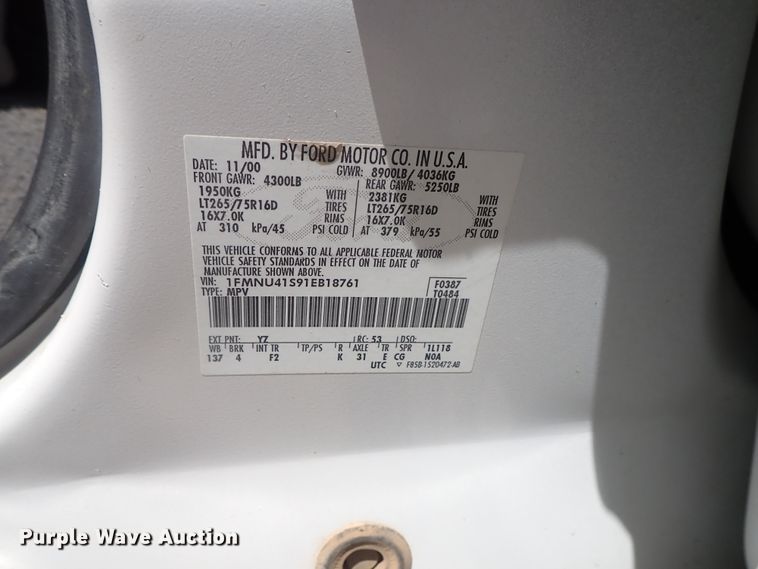 MFD. BY FORD MOTOR CO. IN U.S.A.
DATE: 11/00 GVWR: 8900LB/ 4036KG
FRONT GAWR: 4300LB REAR GAWR: 5250LB
1950KG WITH 2381KG WITH
LT265/75R16D TIRES LT265/75R16D TIRES
16X7.0K RIMS 16X7.0K RIMS
AT 310 kPa/45 PSI COLD AT 379 kPa/55 PSI COLD
THIS VEHICLE CONFORMS TO ALL APPLICABLE FEDERAL MOTOR
VEHICLE SAFETY STANDARDS IN EFFECT ON THE DATE OF
MANUFACTURE SHOWN ABOVE.
VIN: 1FMNU41S91EB18761 F0387
TYPE: MPV T0484
EXT PNT: YZ RC: 53 DSO:
WB BRK INT TR TP/PS R AXLE TR SPR 1L118
137 4 F2 K 31 E CG N0A
UTC F85B-1520472-AB
Purple Wave Auction